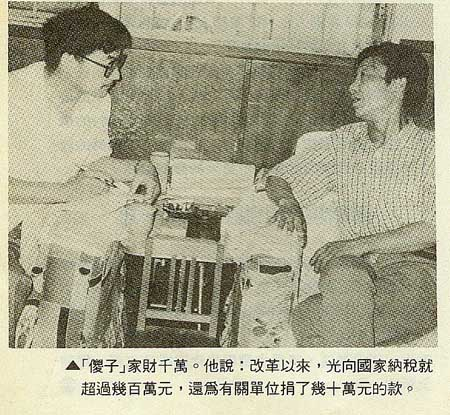 ▲「傻子」家財千萬。他說：改革以來，光向國家納稅就
超過幾百萬元，還爲有關單位捐了幾十萬元的款。